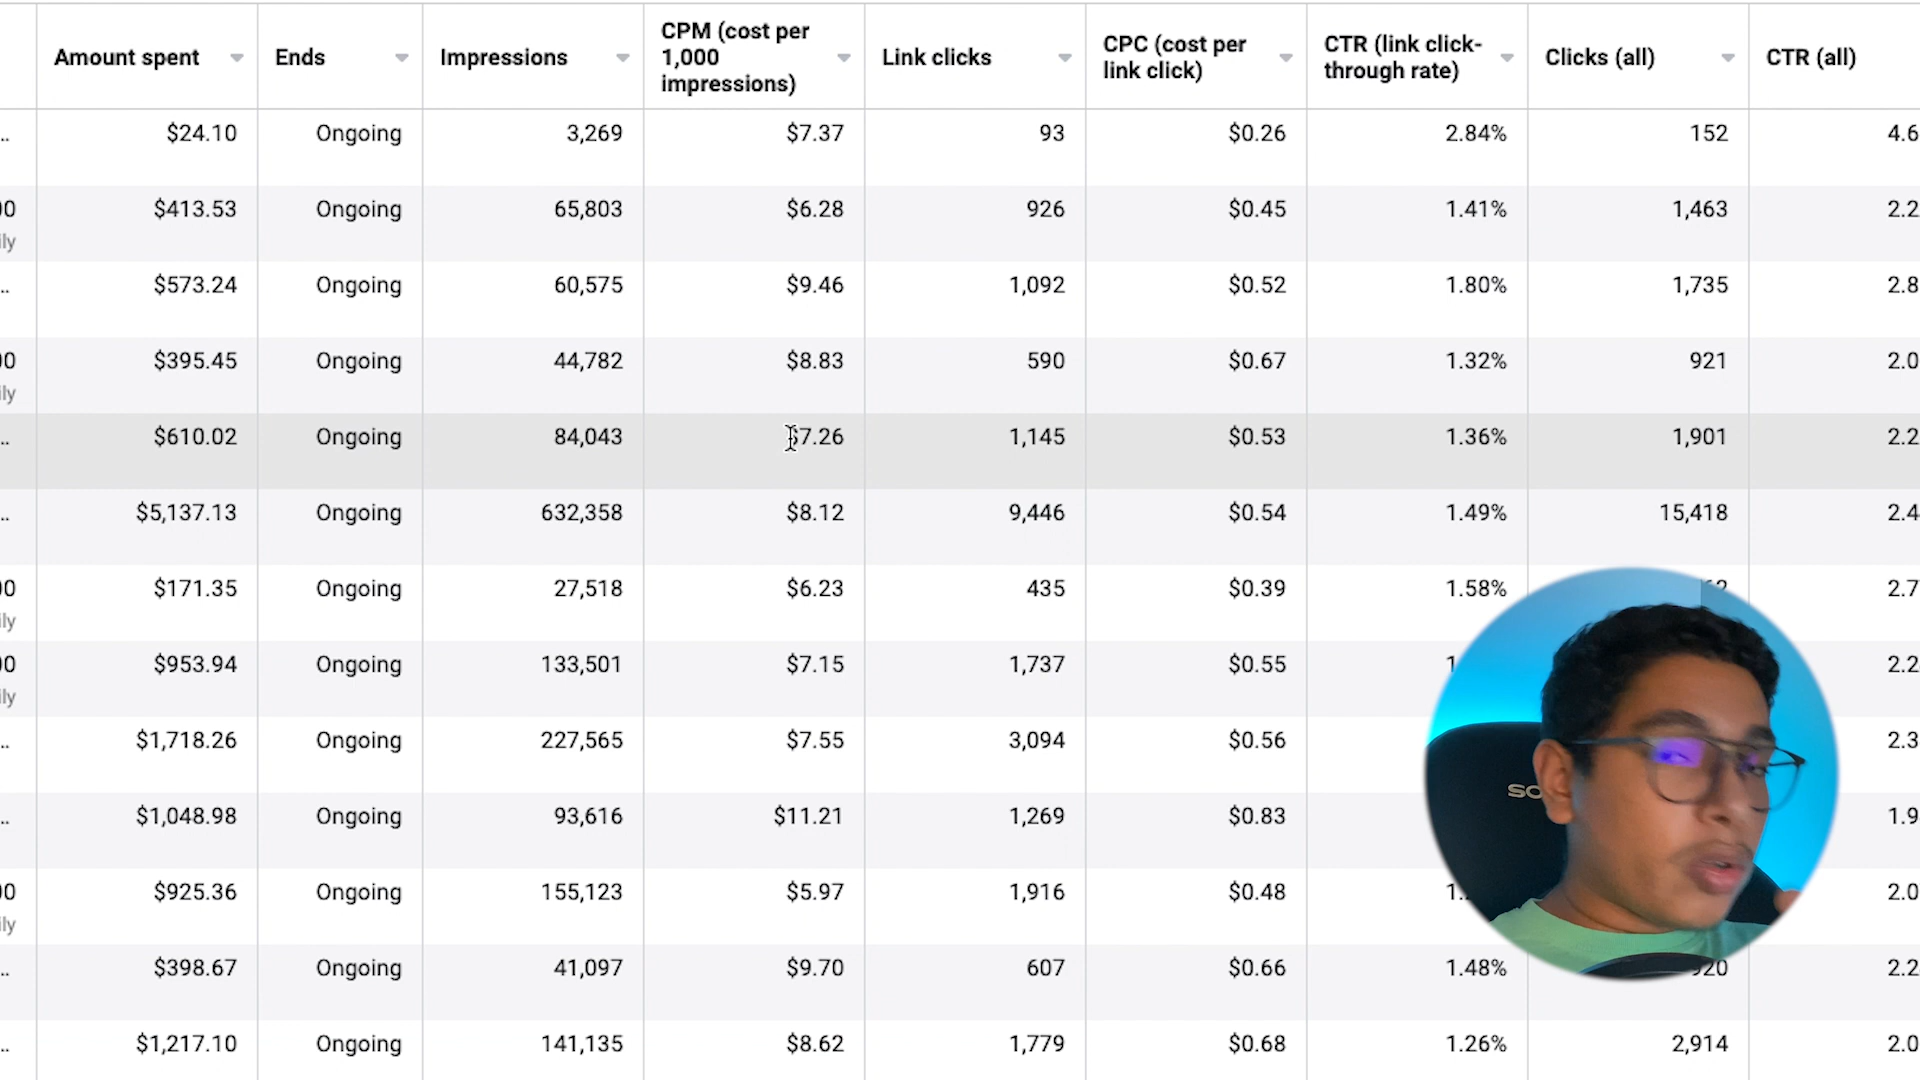 Amount spent Ends Impressions CPM (cost per 1,000 impressions) Link clicks CPC (cost per link click) CTR (link click-through rate) Clicks (all) CTR (all)
.. $24.10 Ongoing 3,269 $7.37 93 $0.26 2.84% 152 4.6
00 $413.53 Ongoing 65,803 $6.28 926 $0.45 1.41% 1,463 2.2
ily
.. $573.24 Ongoing 60,575 $9.46 1,092 $0.52 1.80% 1,735 2.8
00 $395.45 Ongoing 44,782 $8.83 590 $0.67 1.32% 921 2.0
ily
.. $610.02 Ongoing 84,043 $7.26 1,145 $0.53 1.36% 1,901 2.2
.. $5,137.13 Ongoing 632,358 $8.12 9,446 $0.54 1.49% 15,418 2.4
00 $171.35 Ongoing 27,518 $6.23 435 $0.39 1.58% 2.7
ily
00 $953.94 Ongoing 133,501 $7.15 1,737 $0.55 2.2
ily
.. $1,718.26 Ongoing 227,565 $7.55 3,094 $0.56 2.3
.. $1,048.98 Ongoing 93,616 $11.21 1,269 $0.83 1.9
00 $925.36 Ongoing 155,123 $5.97 1,916 $0.48 2.0
ily
.. $398.67 Ongoing 41,097 $9.70 607 $0.66 1.48% 920 2.2
.. $1,217.10 Ongoing 141,135 $8.62 1,779 $0.68 1.26% 2,914 2.0